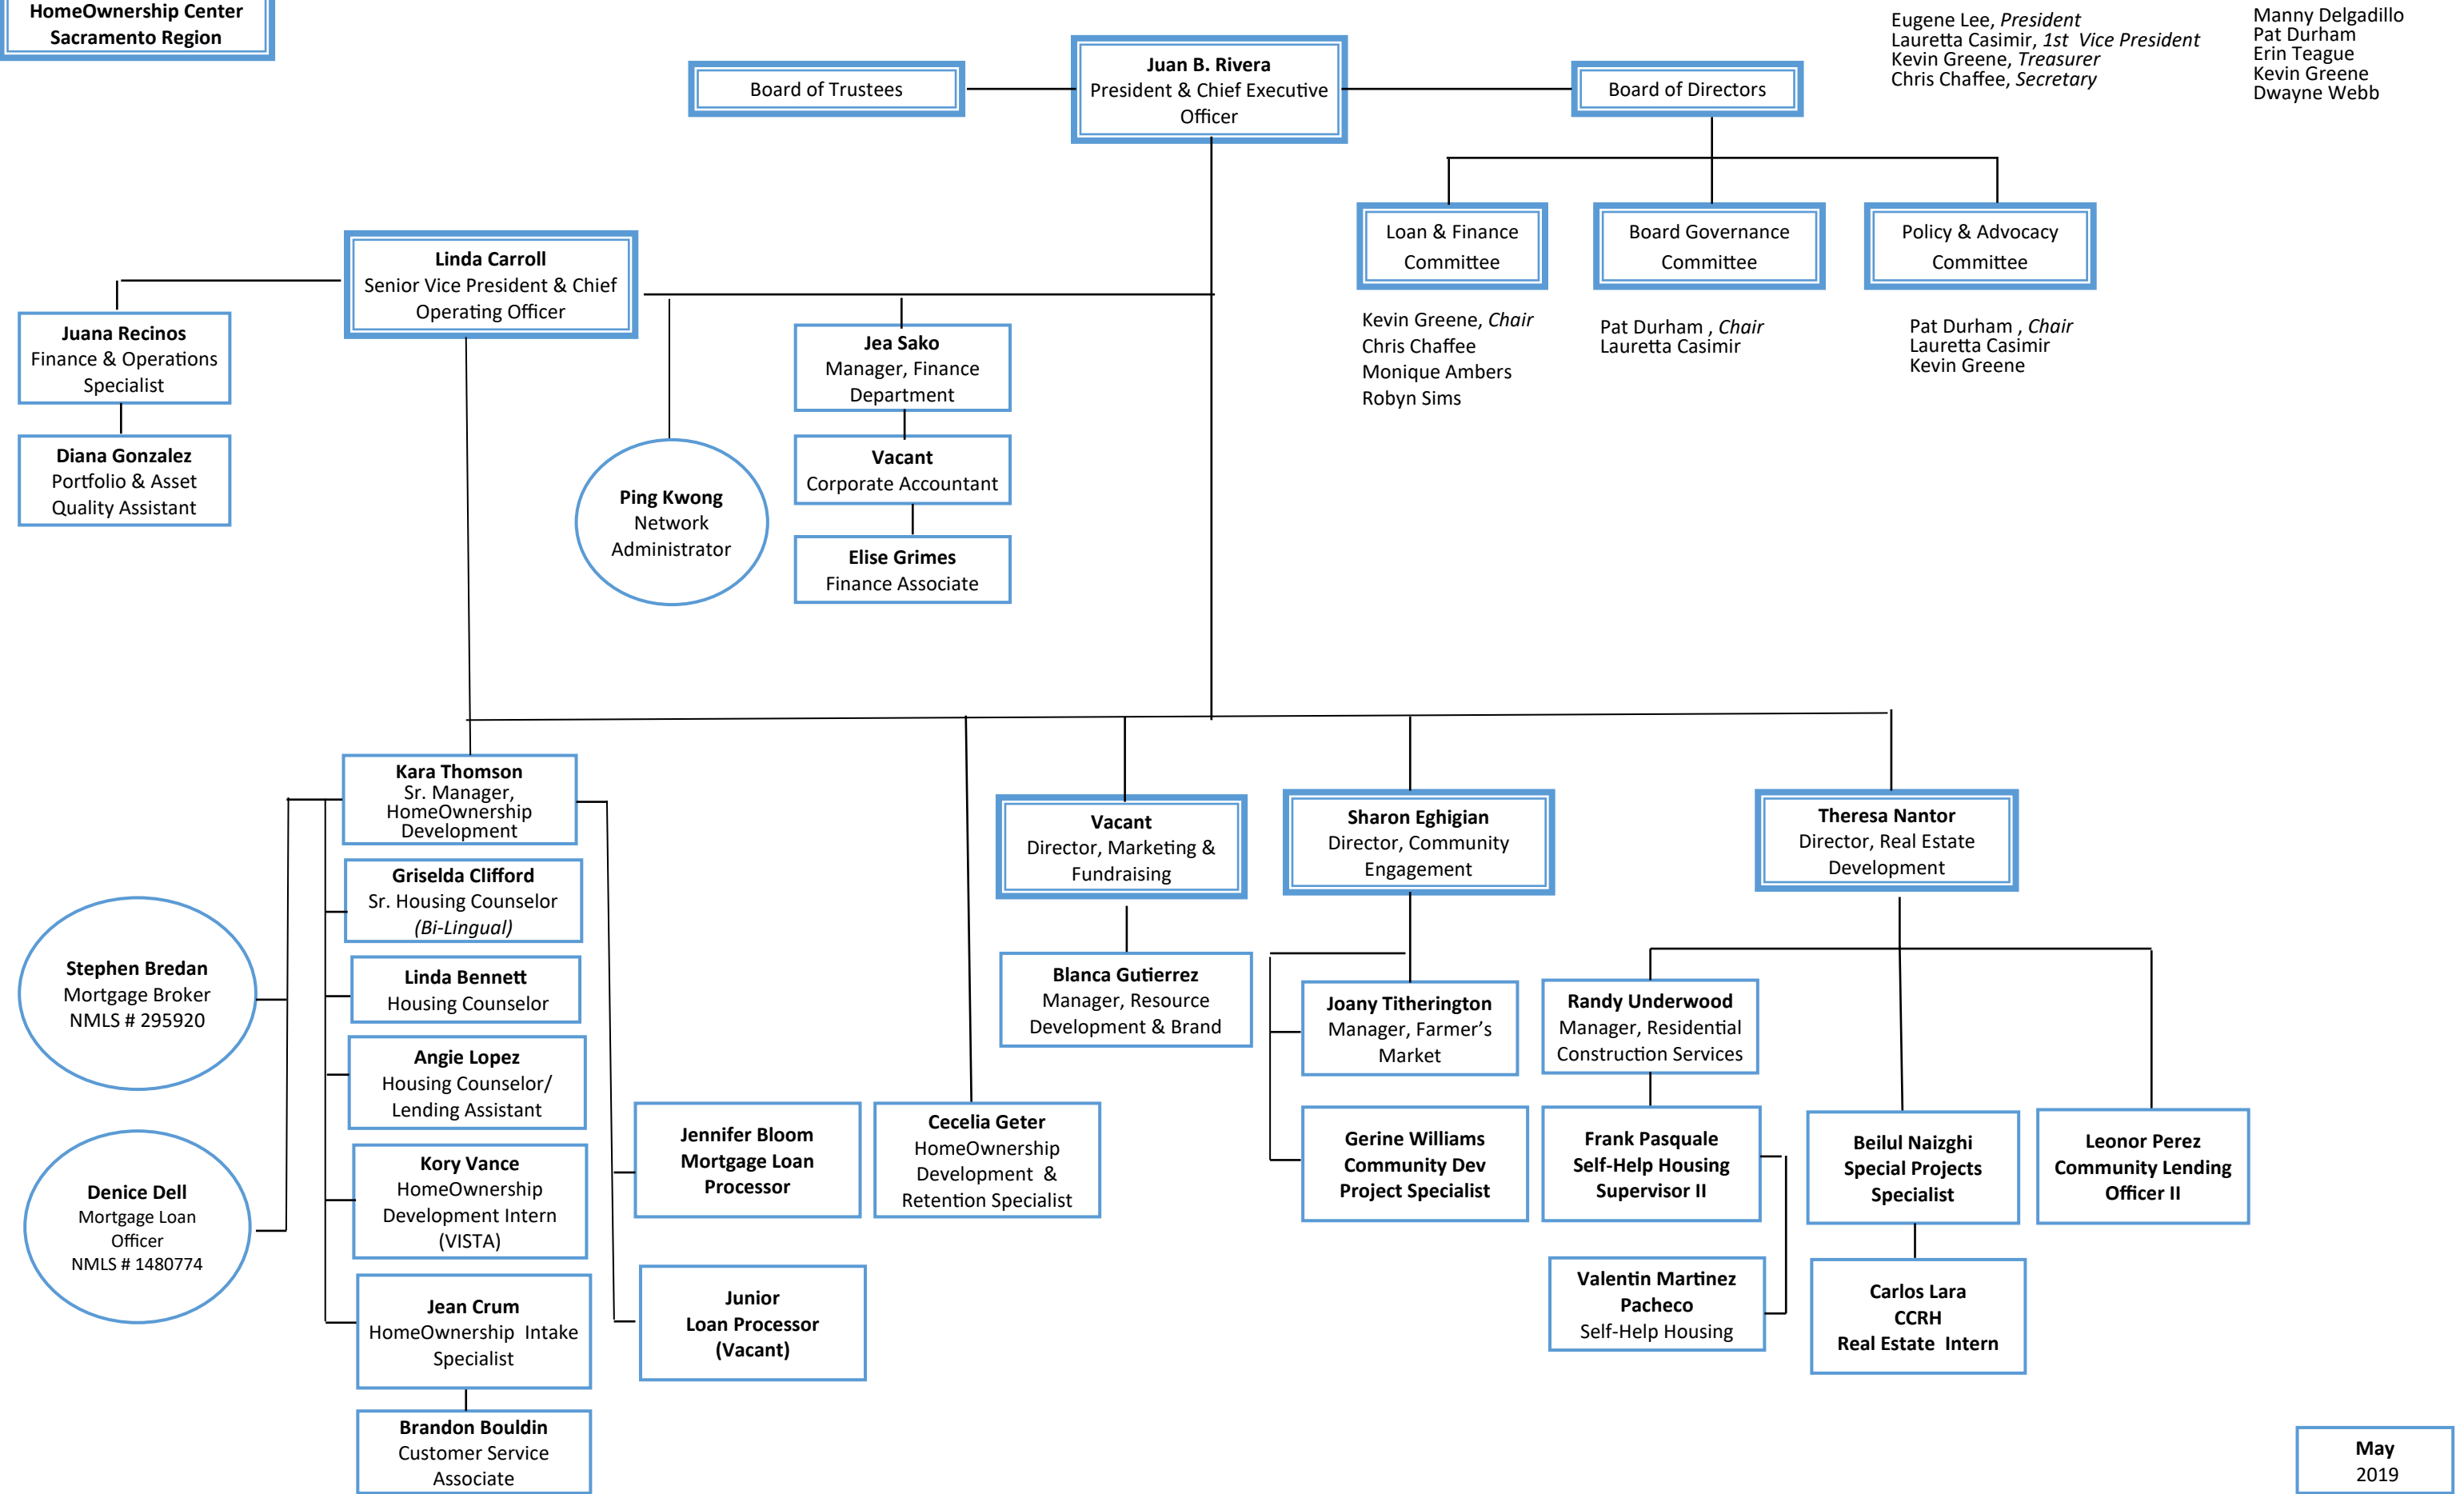 HomeOwnership Center
Sacramento Region
Eugene Lee, President
Lauretta Casimir, 1st  Vice President
Kevin Greene, Treasurer
Chris Chaffee, Secretary
Manny Delgadillo
Pat Durham
Erin Teague
Kevin Greene
Dwayne Webb
Board of Trustees
Juan B. Rivera
President & Chief Executive
Officer
Board of Directors
Loan & Finance
Committee
Board Governance
Committee
Policy & Advocacy
Committee
Kevin Greene, Chair
Chris Chaffee
Monique Ambers
Robyn Sims
Pat Durham , Chair
Lauretta Casimir
Pat Durham , Chair
Lauretta Casimir
Kevin Greene
Linda Carroll
Senior Vice President & Chief
Operating Officer
Juana Recinos
Finance & Operations
Specialist
Diana Gonzalez
Portfolio & Asset
Quality Assistant
Ping Kwong
Network
Administrator
Jea Sako
Manager, Finance
Department
Vacant
Corporate Accountant
Elise Grimes
Finance Associate
Kara Thomson
Sr. Manager,
HomeOwnership
Development
Griselda Clifford
Sr. Housing Counselor
(Bi-Lingual)
Linda Bennett
Housing Counselor
Angie Lopez
Housing Counselor/
Lending Assistant
Kory Vance
HomeOwnership
Development Intern
(VISTA)
Jean Crum
HomeOwnership  Intake
Specialist
Brandon Bouldin
Customer Service
Associate
Stephen Bredan
Mortgage Broker
NMLS # 295920
Denice Dell
Mortgage Loan
Officer
NMLS # 1480774
Jennifer Bloom
Mortgage Loan
Processor
Junior
Loan Processor
(Vacant)
Cecelia Geter
HomeOwnership
Development  &
Retention Specialist
Vacant
Director, Marketing &
Fundraising
Blanca Gutierrez
Manager, Resource
Development & Brand
Sharon Eghigian
Director, Community
Engagement
Joany Titherington
Manager, Farmer’s
Market
Gerine Williams
Community Dev
Project Specialist
Theresa Nantor
Director, Real Estate
Development
Randy Underwood
Manager, Residential
Construction Services
Frank Pasquale
Self-Help Housing
Supervisor II
Valentin Martinez
Pacheco
Self-Help Housing
Beilul Naizghi
Special Projects
Specialist
Carlos Lara
CCRH
Real Estate  Intern
Leonor Perez
Community Lending
Officer II
May
2019